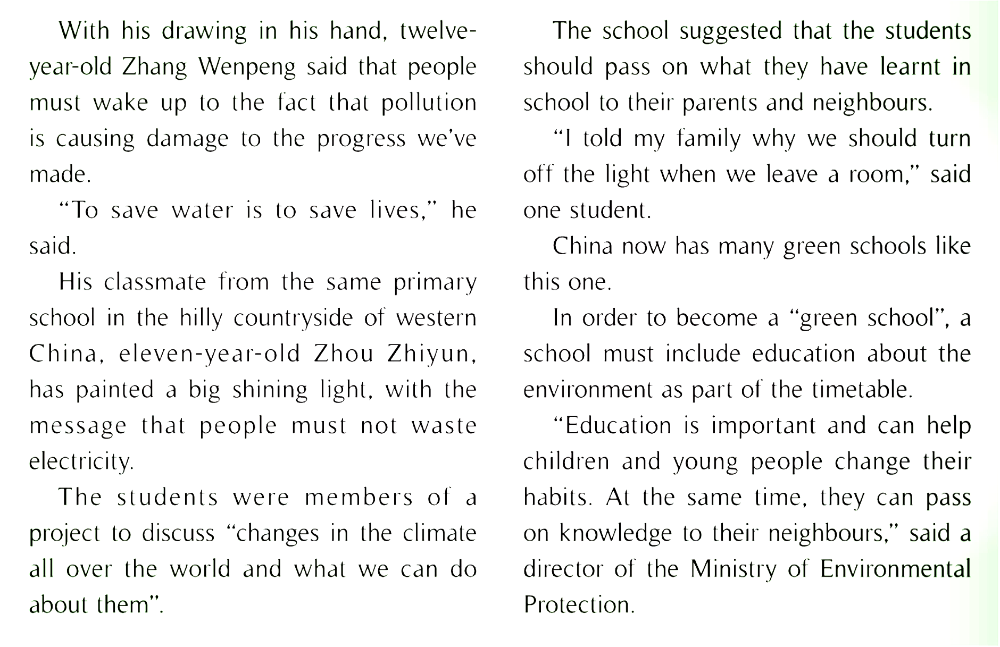 With his drawing in his hand, twelve-
year-old Zhang Wenpeng said that people
must wake up to the fact that pollution
is causing damage to the progress we've
made.
“To save water is to save lives,” he
said.
His classmate from the same primary
school in the hilly countryside of western
China, eleven-year-old Zhou Zhiyun,
has painted a big shining light, with the
message that people must not waste
electricity.
The students were members of a
project to discuss “changes in the climate
all over the world and what we can do
about them”.
The school suggested that the students
should pass on what they have learnt in
school to their parents and neighbours.
“I told my family why we should turn
off the light when we leave a room,” said
one student.
China now has many green schools like
this one.
In order to become a “green school”, a
school must include education about the
environment as part of the timetable.
“Education is important and can help
children and young people change their
habits. At the same time, they can pass
on knowledge to their neighbours,” said a
director of the Ministry of Environmental
Protection.